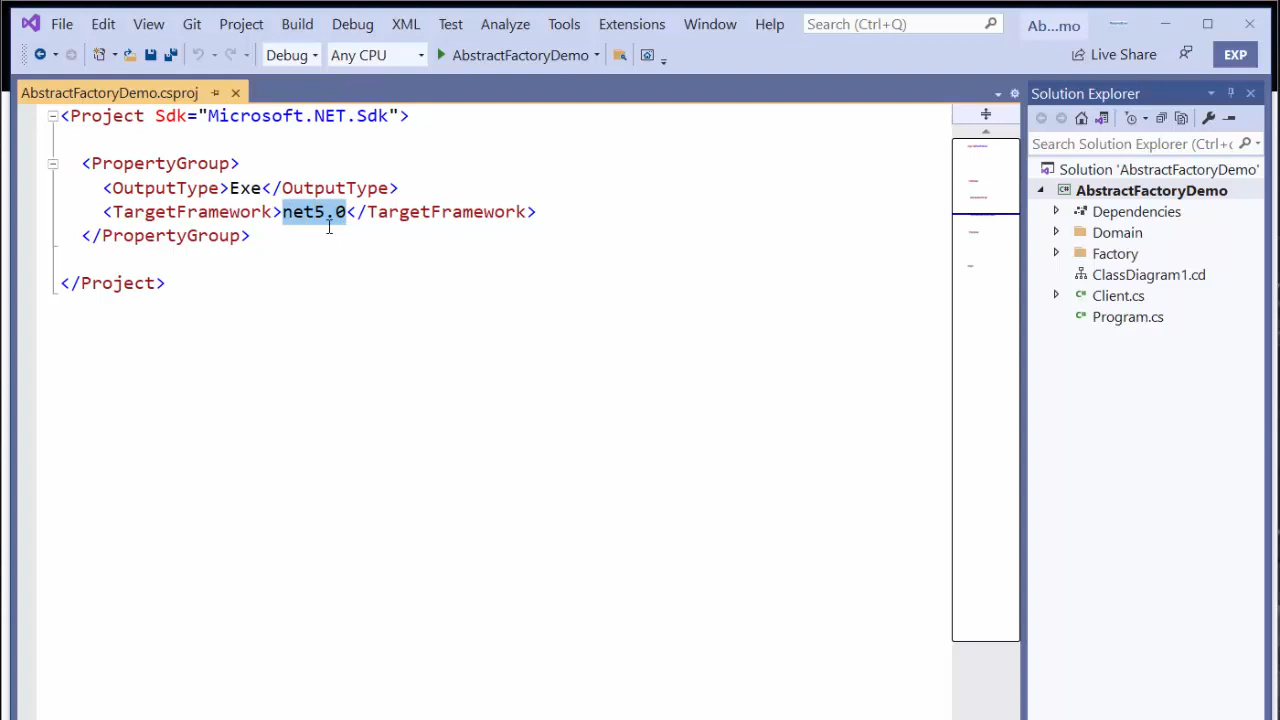 File Edit View Git Project Build Debug XML Test Analyze Tools Extensions Window Help Search (Ctrl+Q) Ab...mo
Debug Any CPU AbstractFactoryDemo Live Share EXP
AbstractFactoryDemo.csproj
<Project Sdk="Microsoft.NET.Sdk">
<PropertyGroup>
<OutputType>Exe</OutputType>
<TargetFramework>net5.0</TargetFramework>
</PropertyGroup>
</Project>
Solution Explorer
Search Solution Explorer (Ctrl+
Solution 'AbstractFactoryDemo'
AbstractFactoryDemo
Dependencies
Domain
Factory
ClassDiagram1.cd
Client.cs
Program.cs